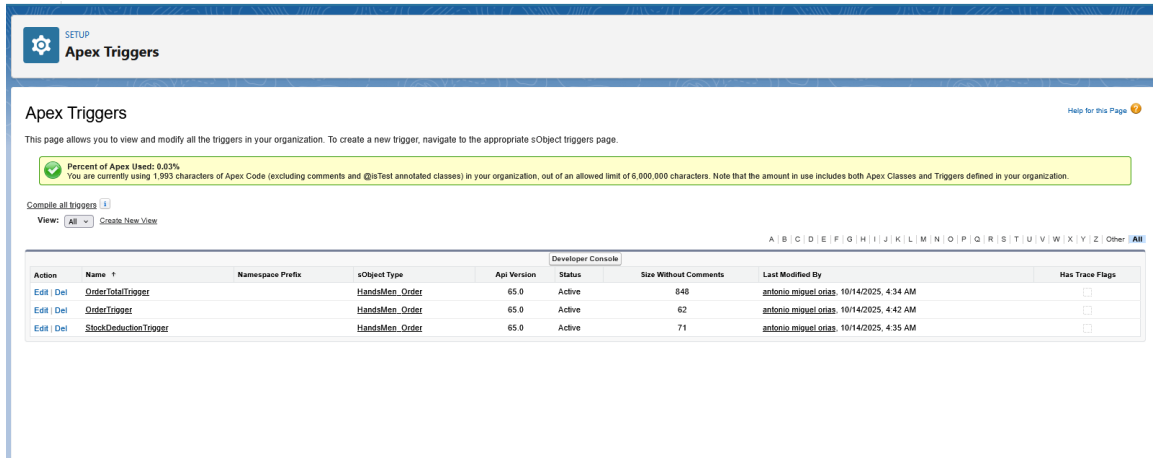 SETUP
Apex Triggers
Apex Triggers
Help for this Page ?
This page allows you to view and modify all the triggers in your organization. To create a new trigger, navigate to the appropriate sObject triggers page.
Percent of Apex Used: 0.03%
You are currently using 1,993 characters of Apex Code (excluding comments and @isTest annotated classes) in your organization, out of an allowed limit of 6,000,000 characters. Note that the amount in use includes both Apex Classes and Triggers defined in your organization.
Compile all triggers i
View: All Create New View
A | B | C | D | E | F | G | H | I | J | K | L | M | N | O | P | Q | R | S | T | U | V | W | X | Y | Z | Other | All
Developer Console
Action Name ↑ Namespace Prefix sObject Type Api Version Status Size Without Comments Last Modified By Has Trace Flags
Edit | Del OrderTotalTrigger HandsMen_Order 65.0 Active 848 antonio miguel orias, 10/14/2025, 4:34 AM
Edit | Del OrderTrigger HandsMen_Order 65.0 Active 62 antonio miguel orias, 10/14/2025, 4:42 AM
Edit | Del StockDeductionTrigger HandsMen_Order 65.0 Active 71 antonio miguel orias, 10/14/2025, 4:35 AM